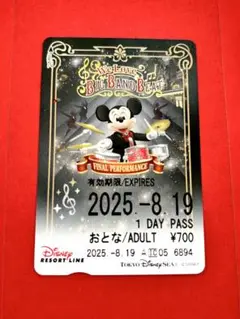 BIG BAND BEAT
FINAL PERFORMANCE
有効期限/EXPIRES
2025.-8.19
1 DAY PASS
おとな/ADULT ¥700
Disney
RESORT LINE
2025.-8.19
05 6894
TOKYO DISNEYSEA